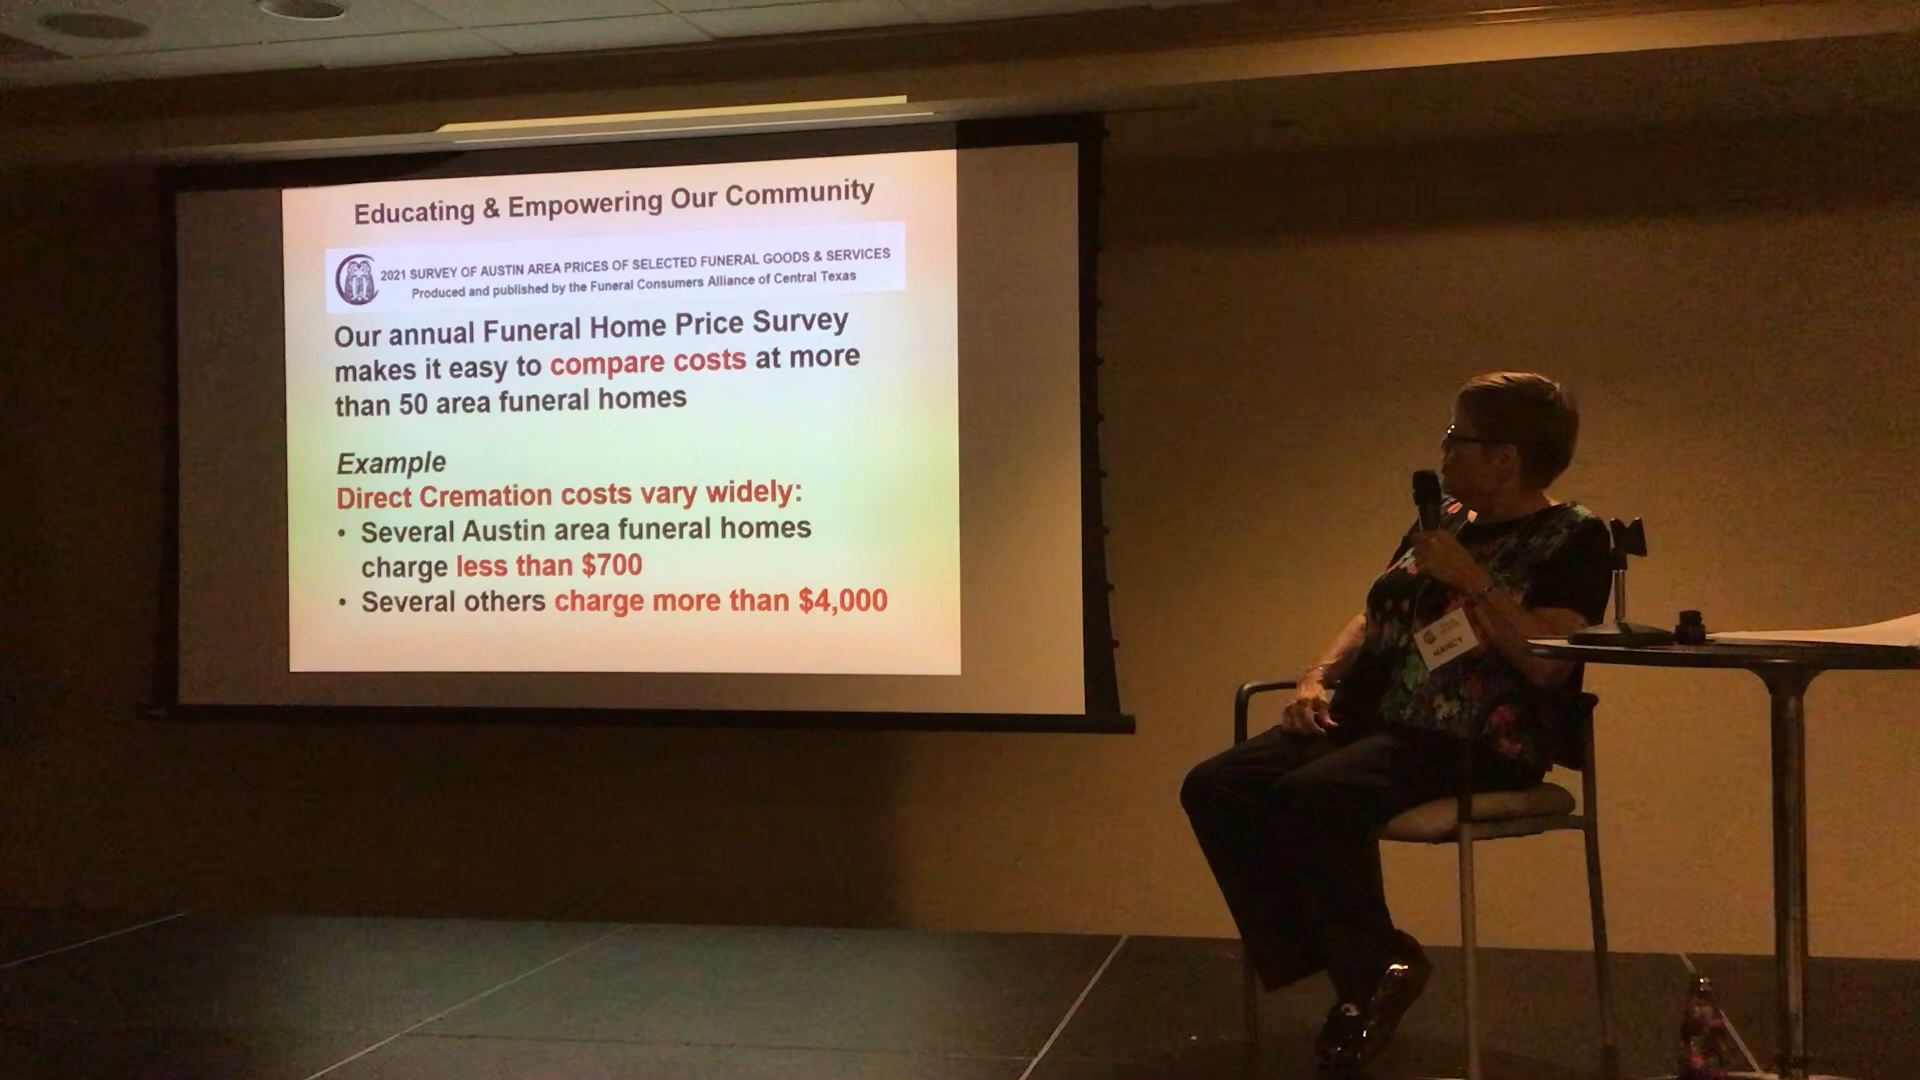 Educating & Empowering Our Community
2021 SURVEY OF AUSTIN AREA PRICES OF SELECTED FUNERAL GOODS & SERVICES
Produced and published by the Funeral Consumers Alliance of Central Texas
Our annual Funeral Home Price Survey
makes it easy to compare costs at more
than 50 area funeral homes
Example
Direct Cremation costs vary widely:
• Several Austin area funeral homes
charge less than $700
• Several others charge more than $4,000
NANCY